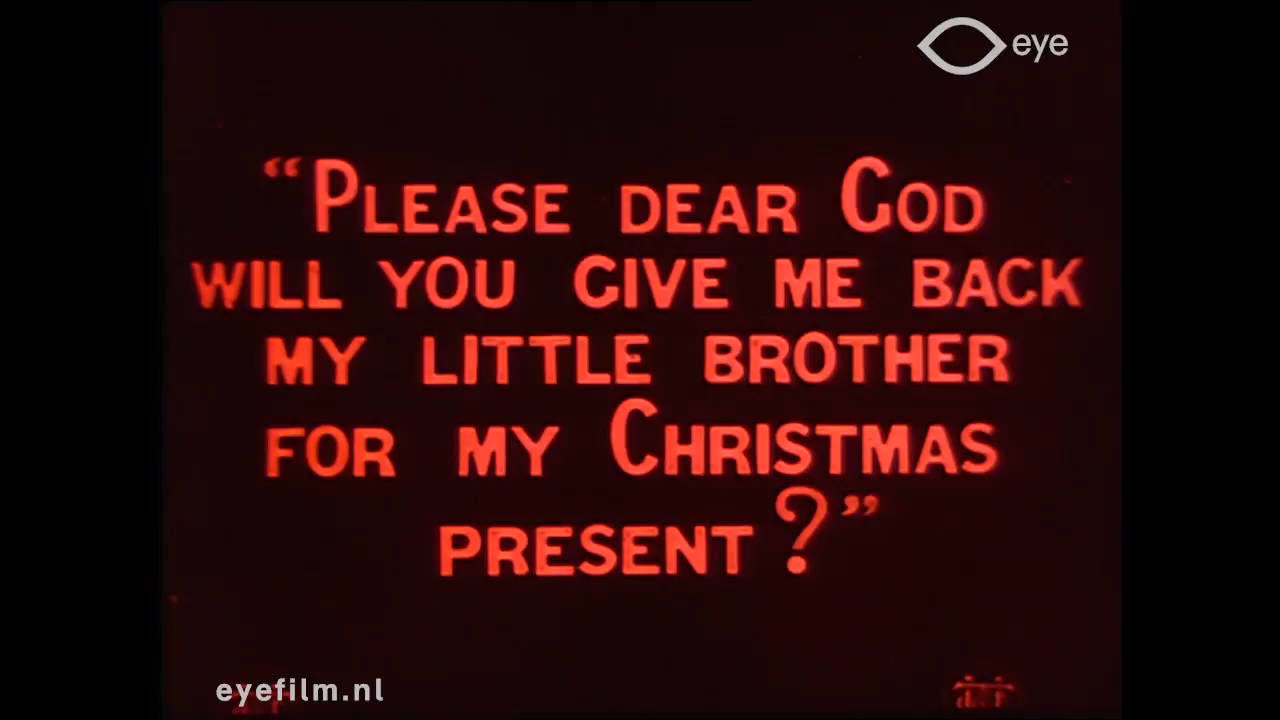 eye
“PLEASE DEAR GOD
WILL YOU GIVE ME BACK
MY LITTLE BROTHER
FOR MY CHRISTMAS
PRESENT?”
eyefilm.nl